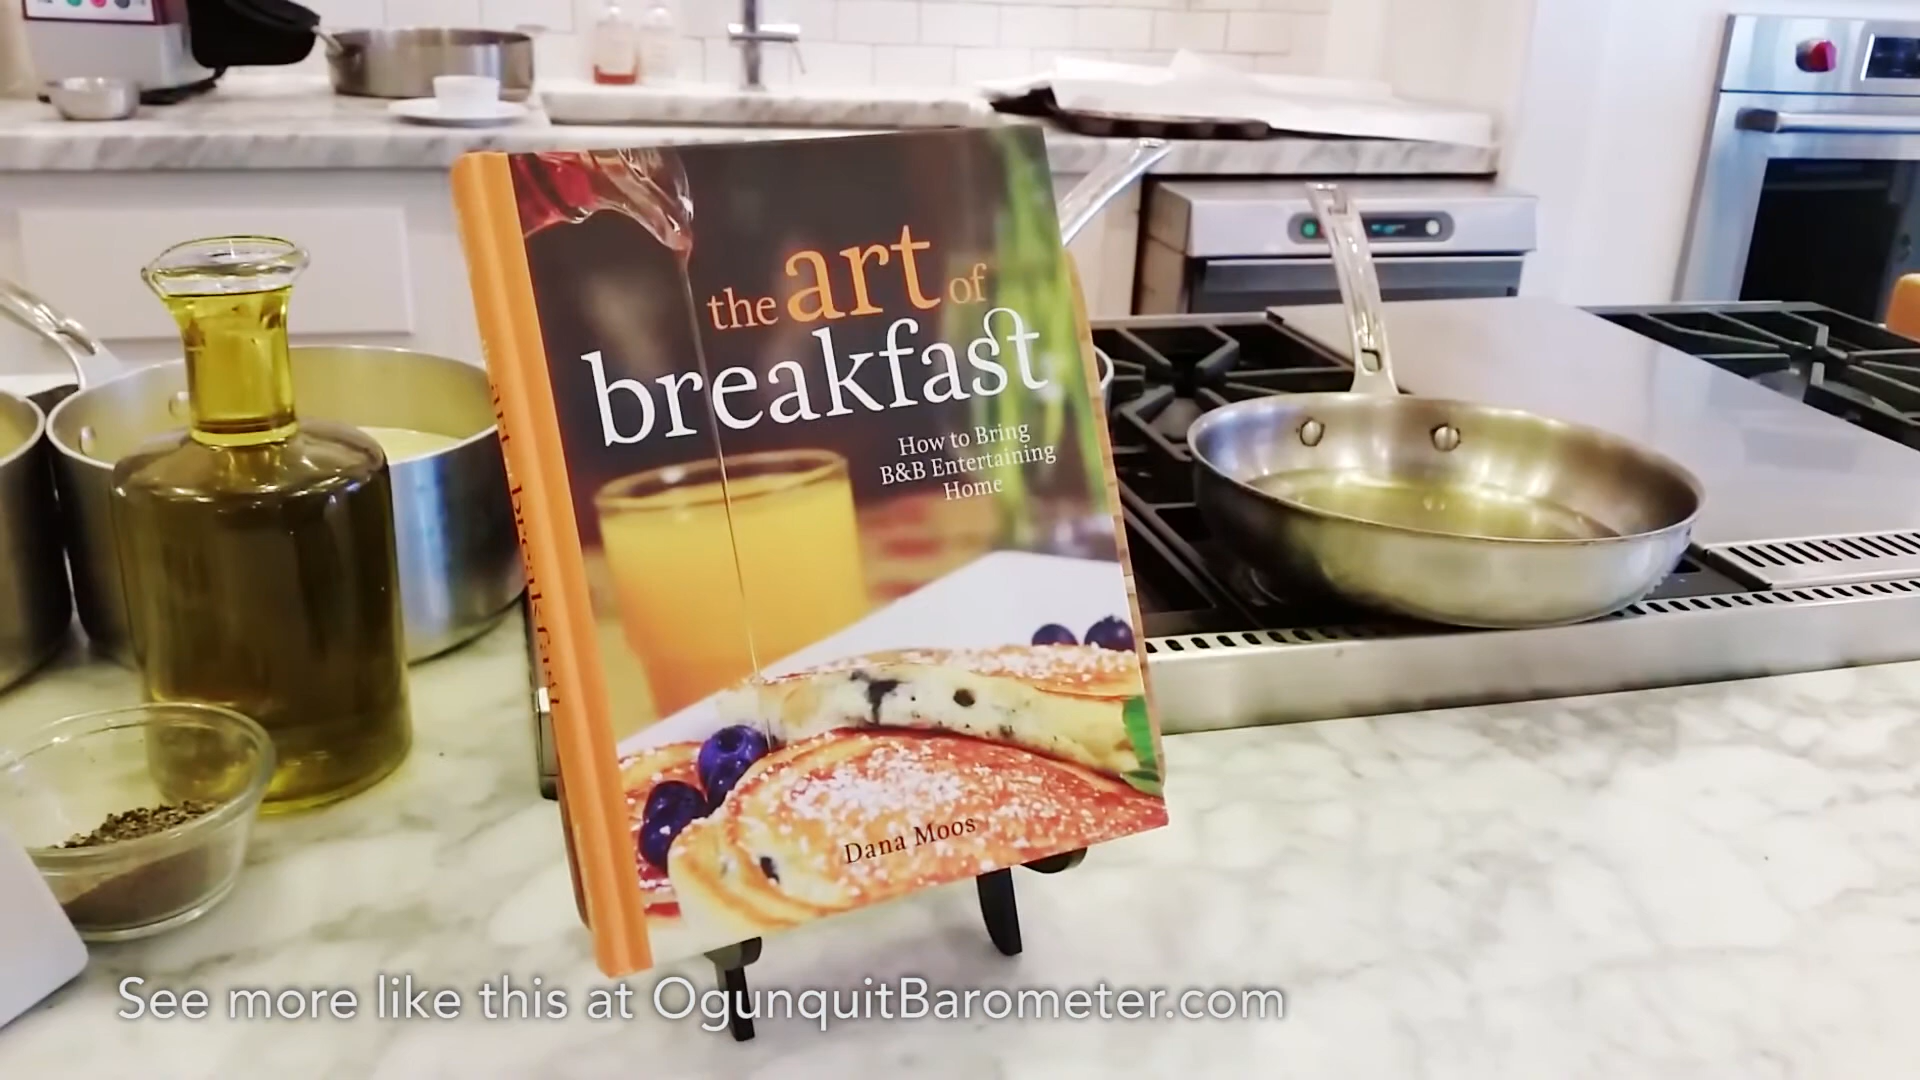 the art of
breakfast
How to Bring
B&B Entertaining
Home
Dana Moos
the art of breakfast
See more like this at OgunquitBarometer.com